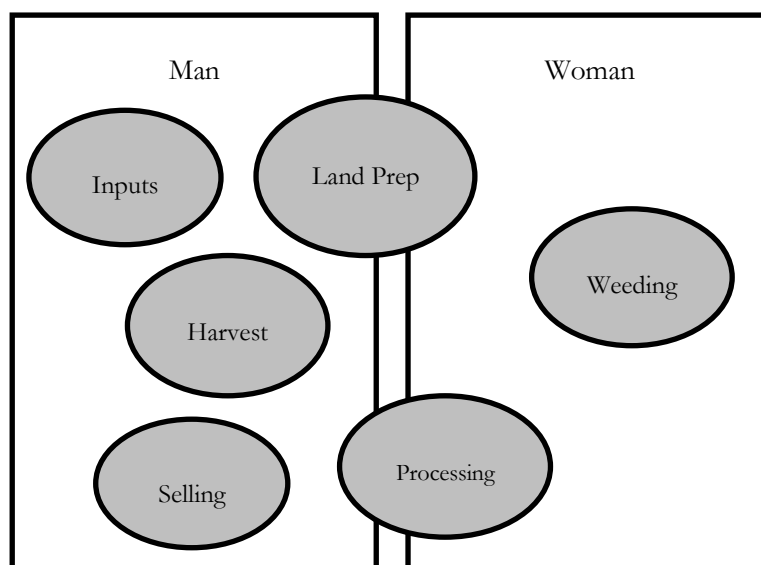 Man
Woman
Inputs
Land Prep
Weeding
Harvest
Selling
Processing